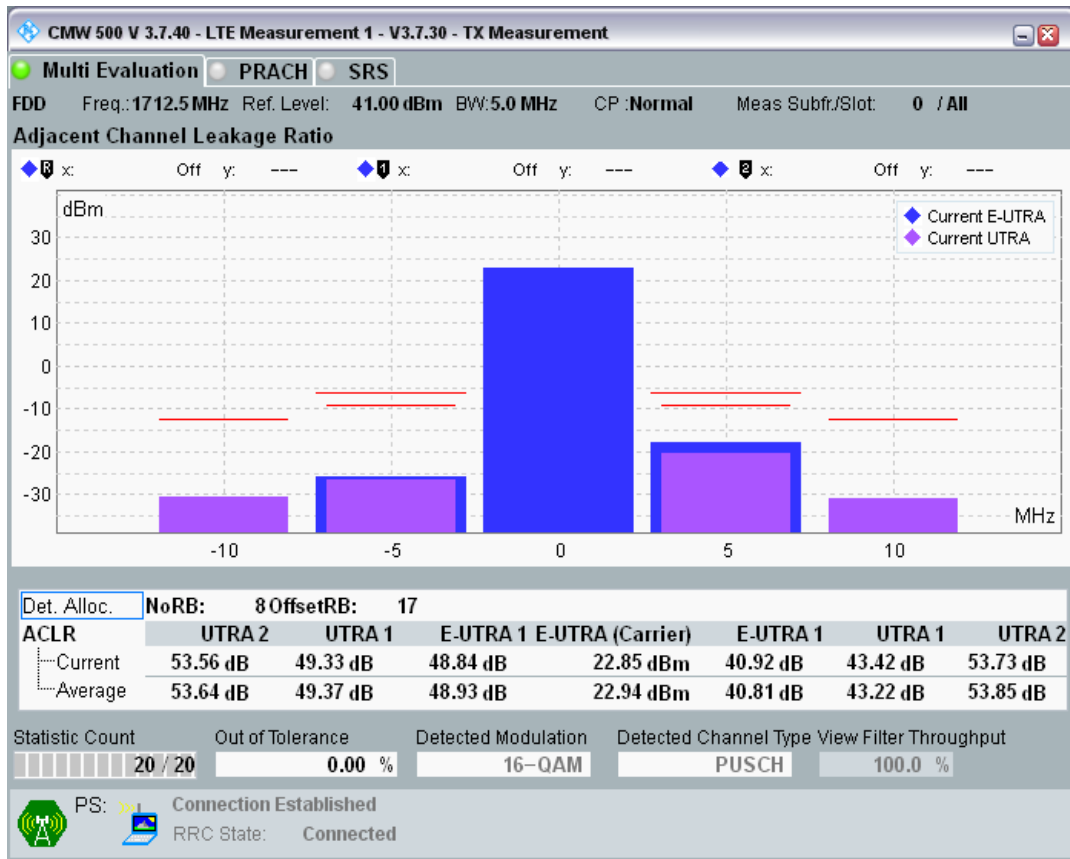 CMW 500 V 3.7.40 - LTE Measurement 1 - V3.7.30 - TX Measurement
Multi Evaluation PRACH SRS
FDD Freq.:1712.5 MHz Ref. Level: 41.00 dBm BW:5.0 MHz CP :Normal Meas Subfr./Slot: 0 / All
Adjacent Channel Leakage Ratio
R x: Off y: --- 1 x: Off y: --- 2 x: Off y: ---
dBm
Current E-UTRA
Current UTRA
30
20
10
0
-10
-20
-30
MHz
-10 -5 0 5 10
Det. Alloc. NoRB: 8 OffsetRB: 17
ACLR UTRA 2 UTRA 1 E-UTRA 1 E-UTRA (Carrier) E-UTRA 1 UTRA 1 UTRA 2
Current 53.56 dB 49.33 dB 48.84 dB 22.85 dBm 40.92 dB 43.42 dB 53.73 dB
Average 53.64 dB 49.37 dB 48.93 dB 22.94 dBm 40.81 dB 43.22 dB 53.85 dB
Statistic Count Out of Tolerance Detected Modulation Detected Channel Type View Filter Throughput
20 / 20 0.00 % 16-QAM PUSCH 100.0 %
PS: Connection Established
RRC State: Connected